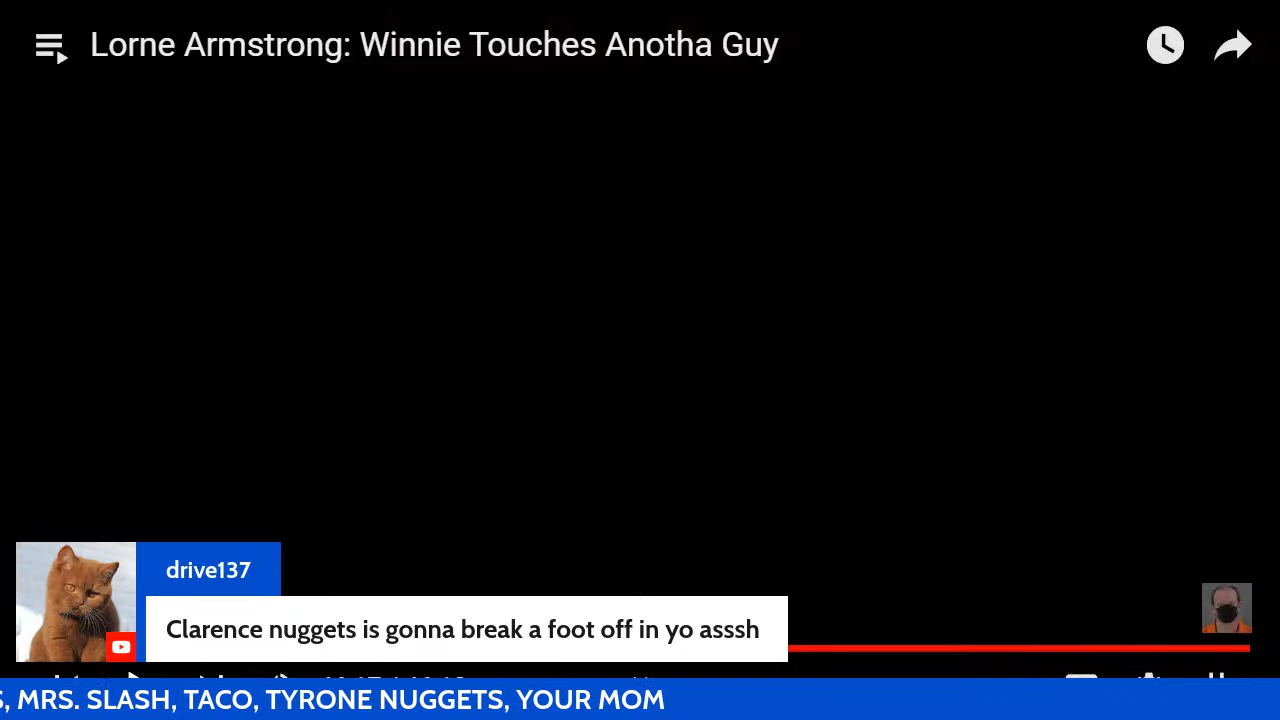 Lorne Armstrong: Winnie Touches Anotha Guy
drive137
Clarence nuggets is gonna break a foot off in yo asssh
, MRS. SLASH, TACO, TYRONE NUGGETS, YOUR MOM